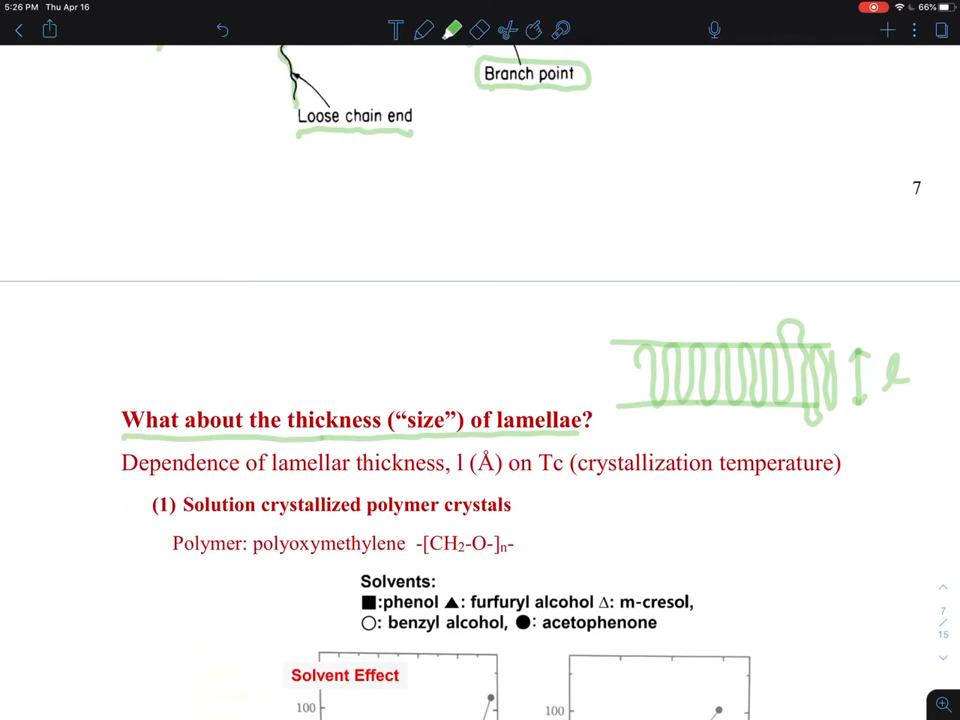 5:26 PM Thu Apr 16
66%
T
Branch point
Loose chain end
7
l
What about the thickness (“size”) of lamellae?
Dependence of lamellar thickness, l (Å) on Tc (crystallization temperature)
(1) Solution crystallized polymer crystals
Polymer: polyoxymethylene -[CH2-O-]n-
Solvents:
■:phenol ▲: furfuryl alcohol Δ: m-cresol,
○: benzyl alcohol, ●: acetophenone
7
/
15
Solvent Effect
100
100